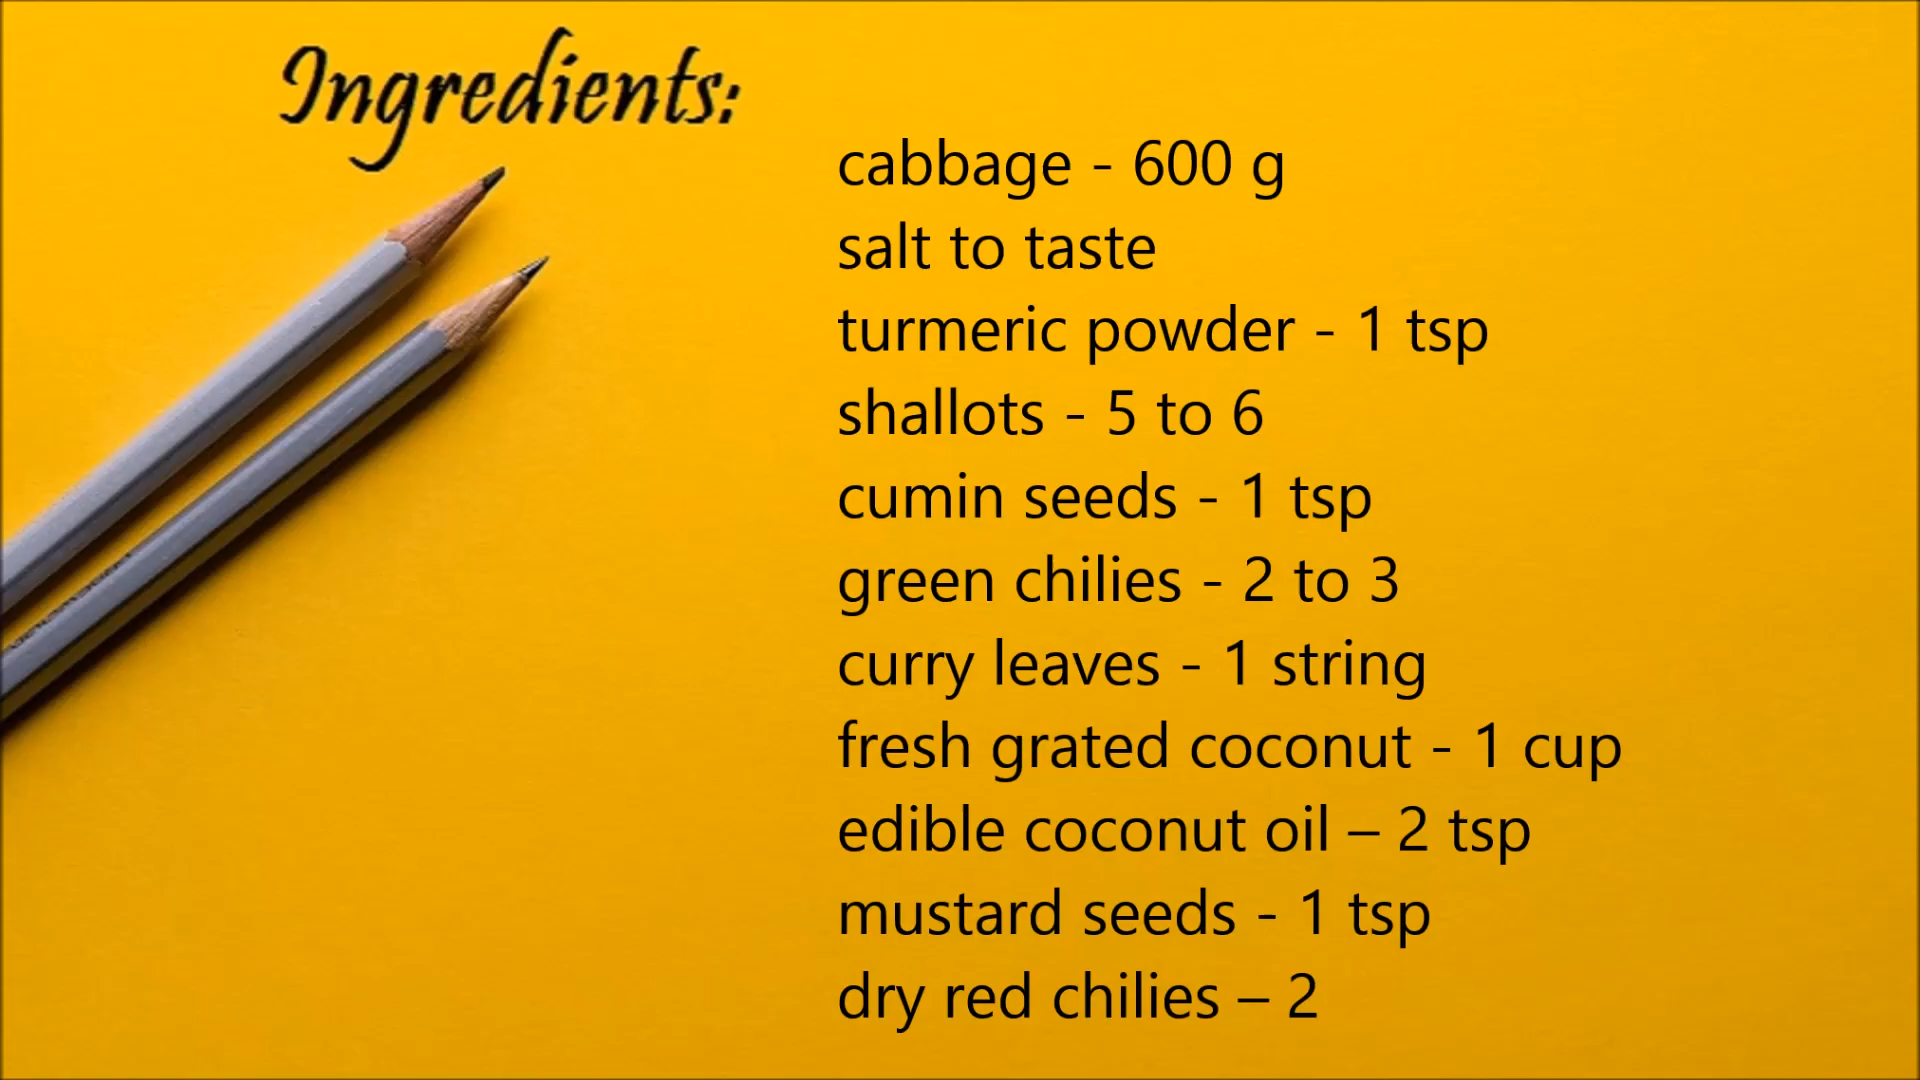 Ingredients:
cabbage - 600 g
salt to taste
turmeric powder - 1 tsp
shallots - 5 to 6
cumin seeds - 1 tsp
green chilies - 2 to 3
curry leaves - 1 string
fresh grated coconut - 1 cup
edible coconut oil – 2 tsp
mustard seeds - 1 tsp
dry red chilies – 2